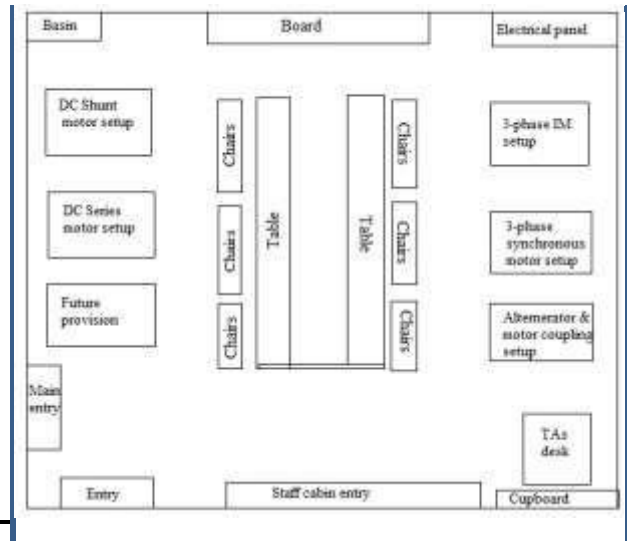 Basin
Board
Electrical panel
DC Shunt
motor setup
Chairs
Chairs
3-phase IM
setup
DC Series
motor setup
Chairs
Table
Table
Chairs
3-phase
synchronous
motor setup
Future
provision
Chairs
Chairs
Alternerator &
motor coupling
setup
Main
entry
TAs
desk
Entry
Staff cabin entry
Cupboard